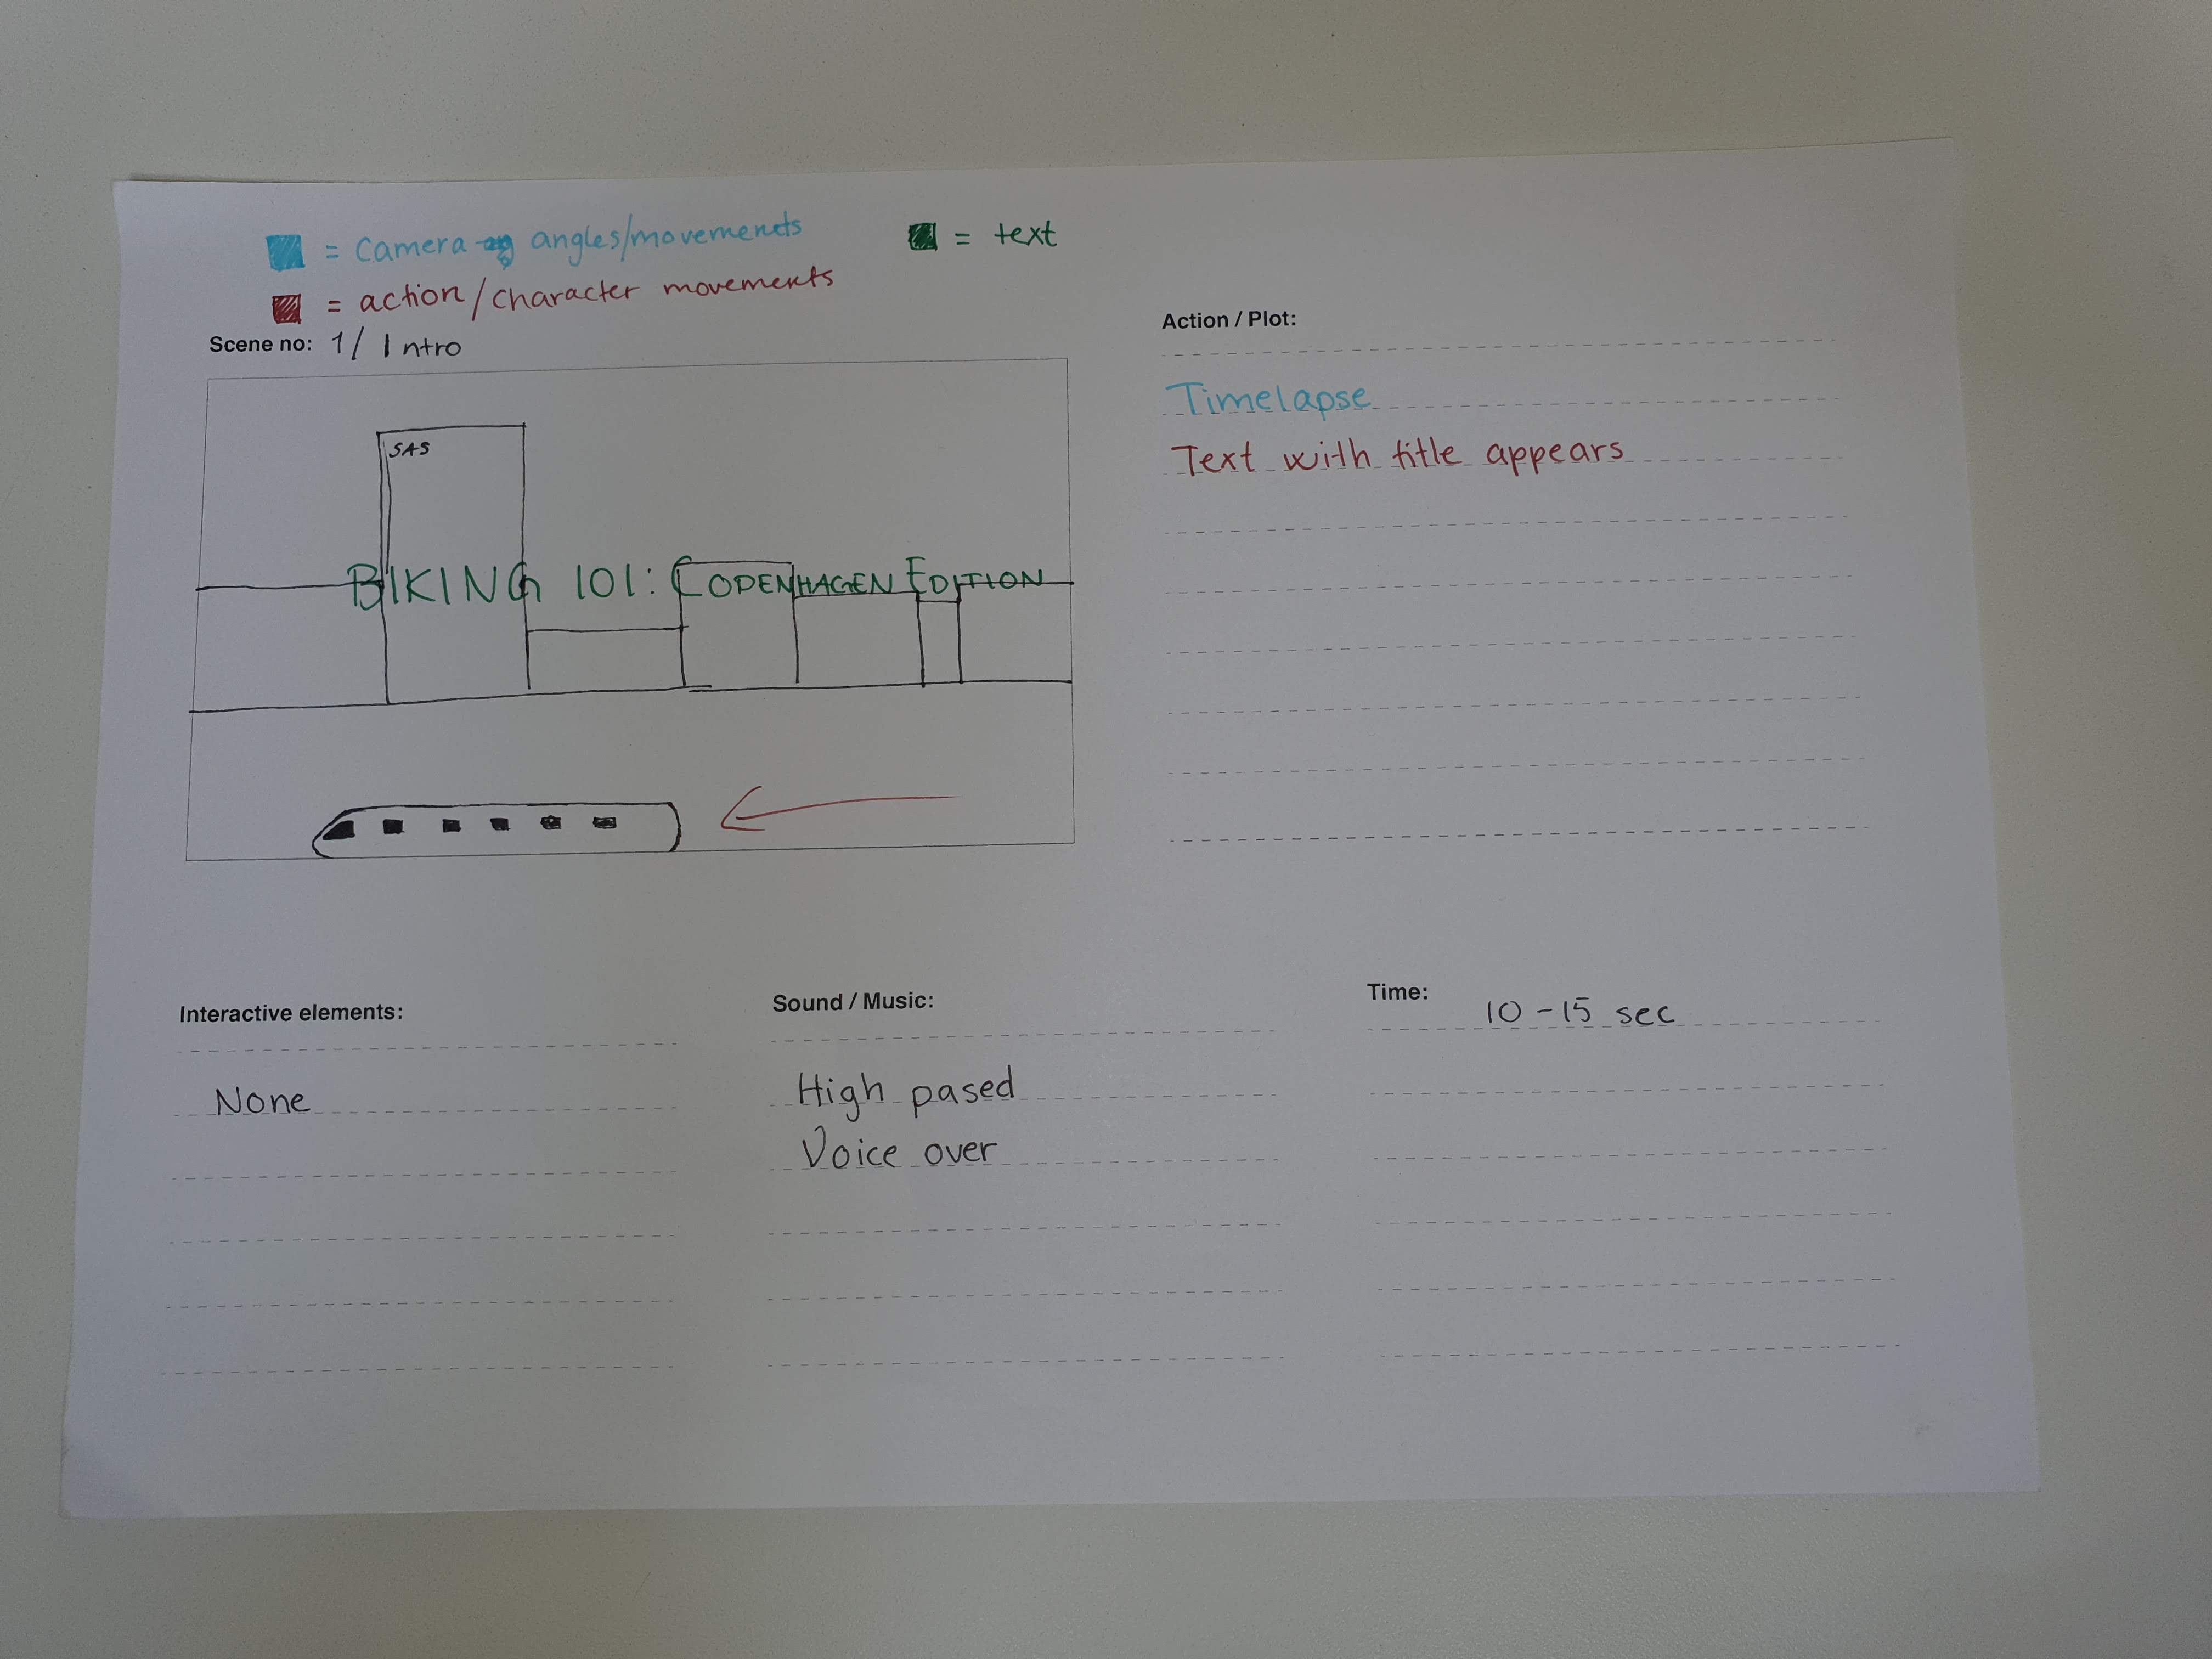 = Camera angles/movements
= text
= action/character movements
Scene no: 1/ Intro
SAS
BIKING 101: COPENHAGEN EDITION
Action / Plot:
Timelapse
Text with title appears
Interactive elements:
None
Sound / Music:
High pased
Voice over
Time:
10-15 sec